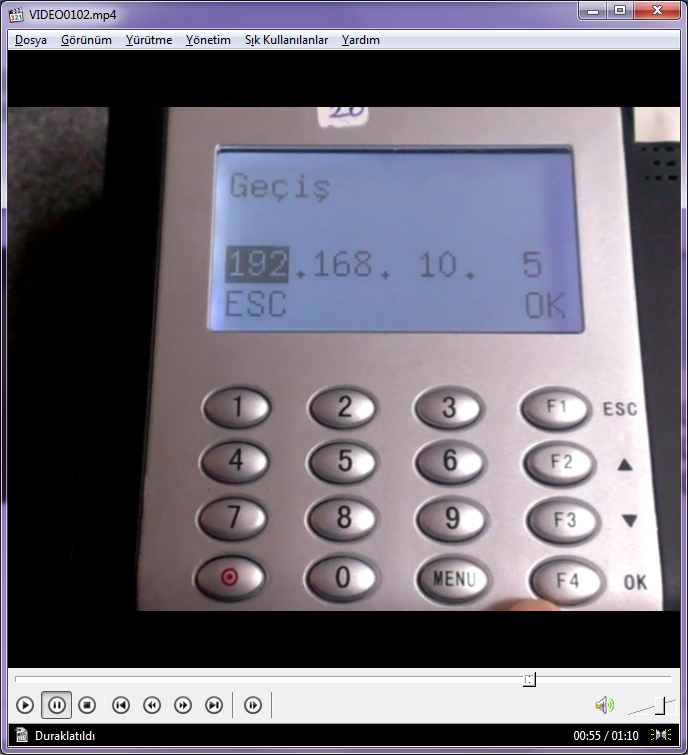 VIDEO0102.mp4
Dosya Görünüm Yürütme Yönetim Sık Kullanılanlar Yardım
20
Geçiş
192.168. 10. 5
ESC OK
1 2 3 F1 ESC
4 5 6 F2 ▲
7 8 9 F3 ▼
0 MENU F4 OK
Duraklatıldı 00:55 / 01:10